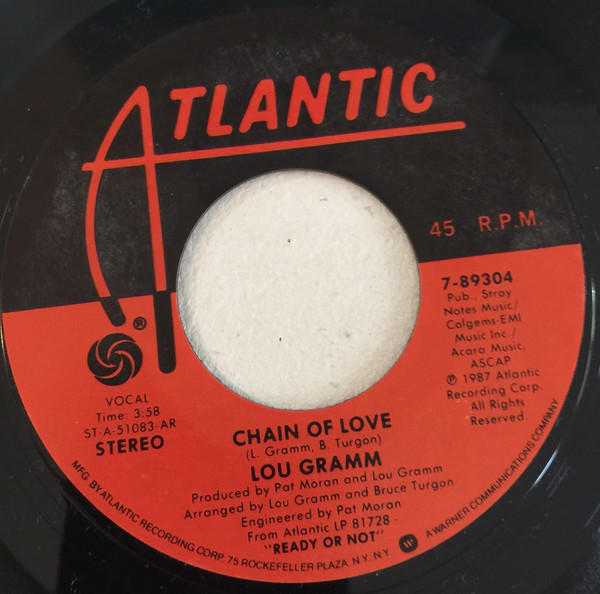 ATLANTIC
45 R.P.M.
7-89304
Pub., Stray
Notes Music/
Colgems-EMI
Music Inc./
Acara Music,
ASCAP
℗ 1987 Atlantic
Recording Corp.
All Rights
Reserved.
®
VOCAL
Time: 3:58
ST-A-51083-AR
STEREO
CHAIN OF LOVE
(L. Gramm, B. Turgon)
LOU GRAMM
Produced by Pat Moran and Lou Gramm
Arranged by Lou Gramm and Bruce Turgon
Engineered by Pat Moran
From Atlantic LP 81728 -
"READY OR NOT"
MFG. BY ATLANTIC RECORDING CORP. 75 ROCKEFELLER PLAZA, N.Y. N.Y. A WARNER COMMUNICATIONS COMPANY